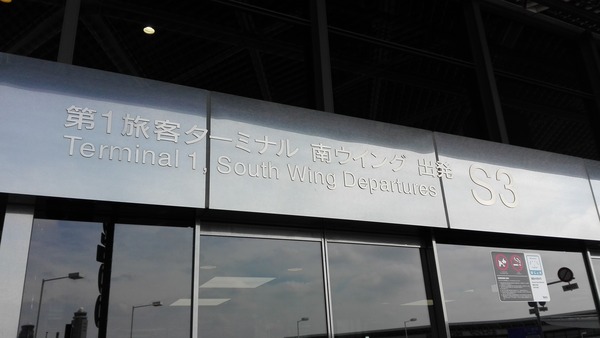 第1旅客ターミナル 南ウイング 出発 S3
Terminal 1, South Wing Departures